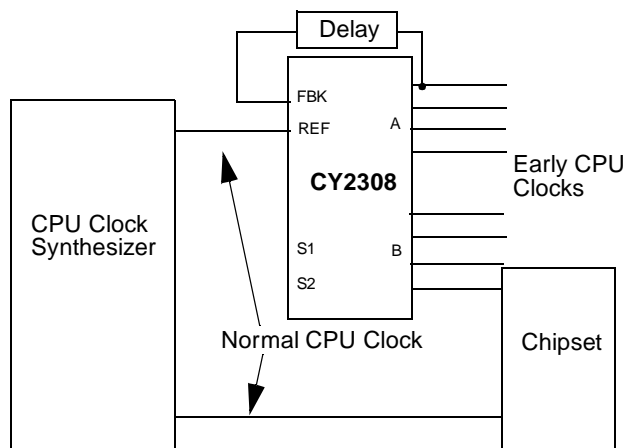 Delay
FBK
REF
A
CY2308
Early CPU
Clocks
CPU Clock
Synthesizer
S1
B
S2
Normal CPU Clock
Chipset